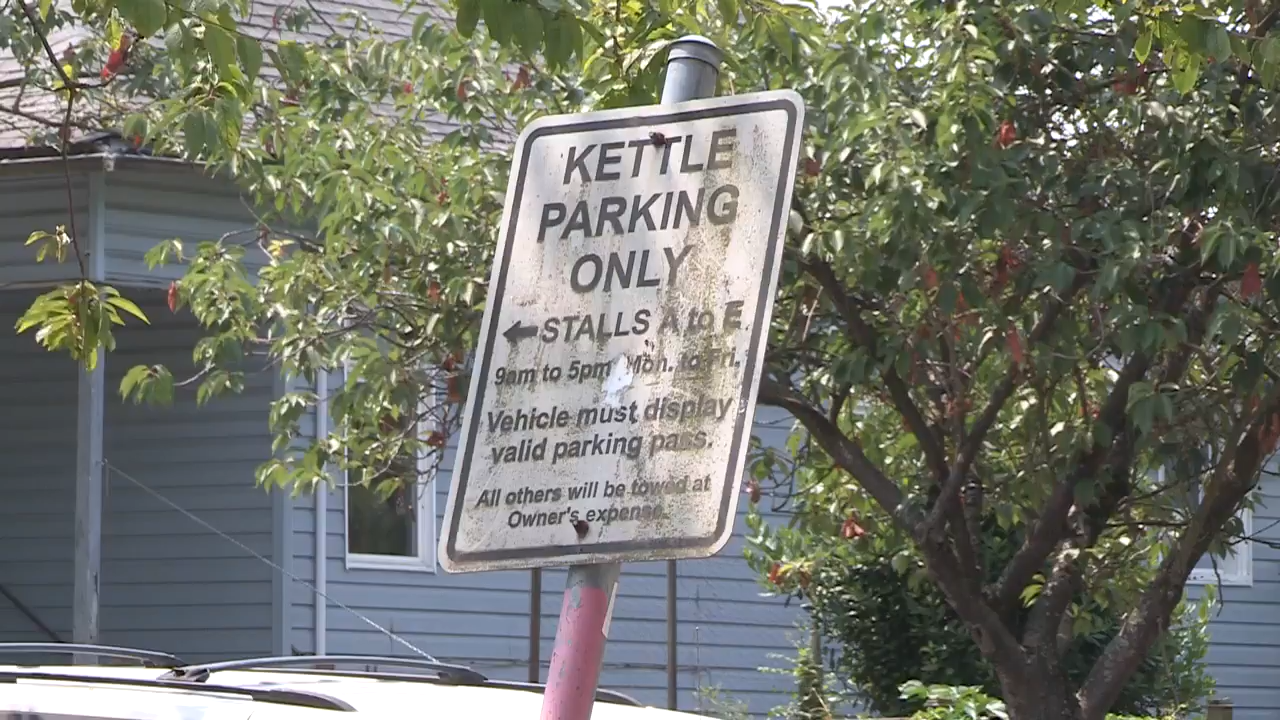 KETTLE
PARKING
ONLY
←STALLS A to E
9am to 5pm Mon. to Fri.
Vehicle must display
valid parking pass.
All others will be towed at
Owner's expense.